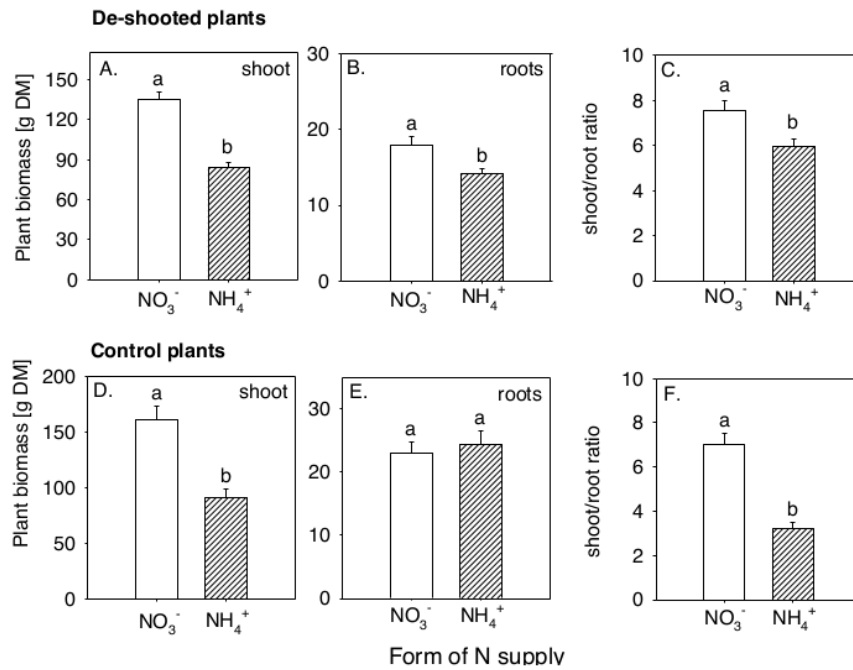 De-shooted plants
A. shoot
B. roots
C.
Plant biomass [g DM]
150
120
90
60
30
0
a
b
NO₃⁻ NH₄⁺
30
20
10
0
a
b
NO₃⁻ NH₄⁺
shoot/root ratio
10
8
6
4
2
0
a
b
NO₃⁻ NH₄⁺
Control plants
D. shoot
E. roots
F.
Plant biomass [g DM]
200
150
100
50
0
a
b
NO₃⁻ NH₄⁺
30
20
10
0
a a
NO₃⁻ NH₄⁺
shoot/root ratio
10
8
6
4
2
0
a
b
NO₃⁻ NH₄⁺
Form of N supply